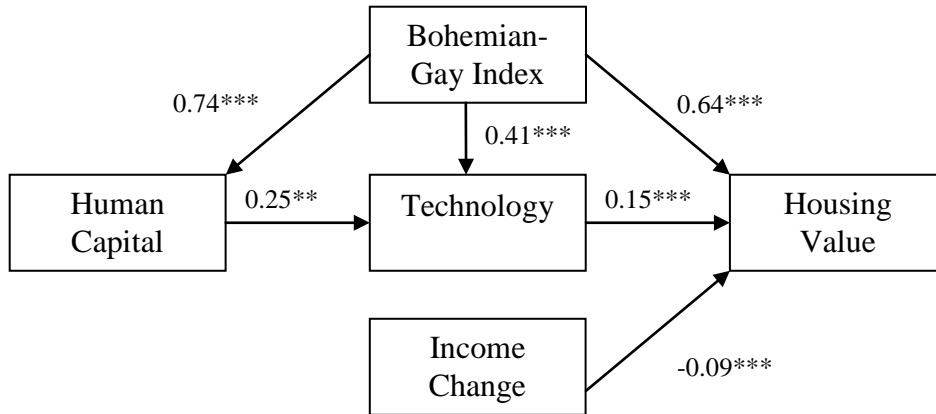 Bohemian-
Gay Index
0.74***
0.64***
0.41***
Human
Capital
0.25**
Technology
0.15***
Housing
Value
Income
Change
-0.09***